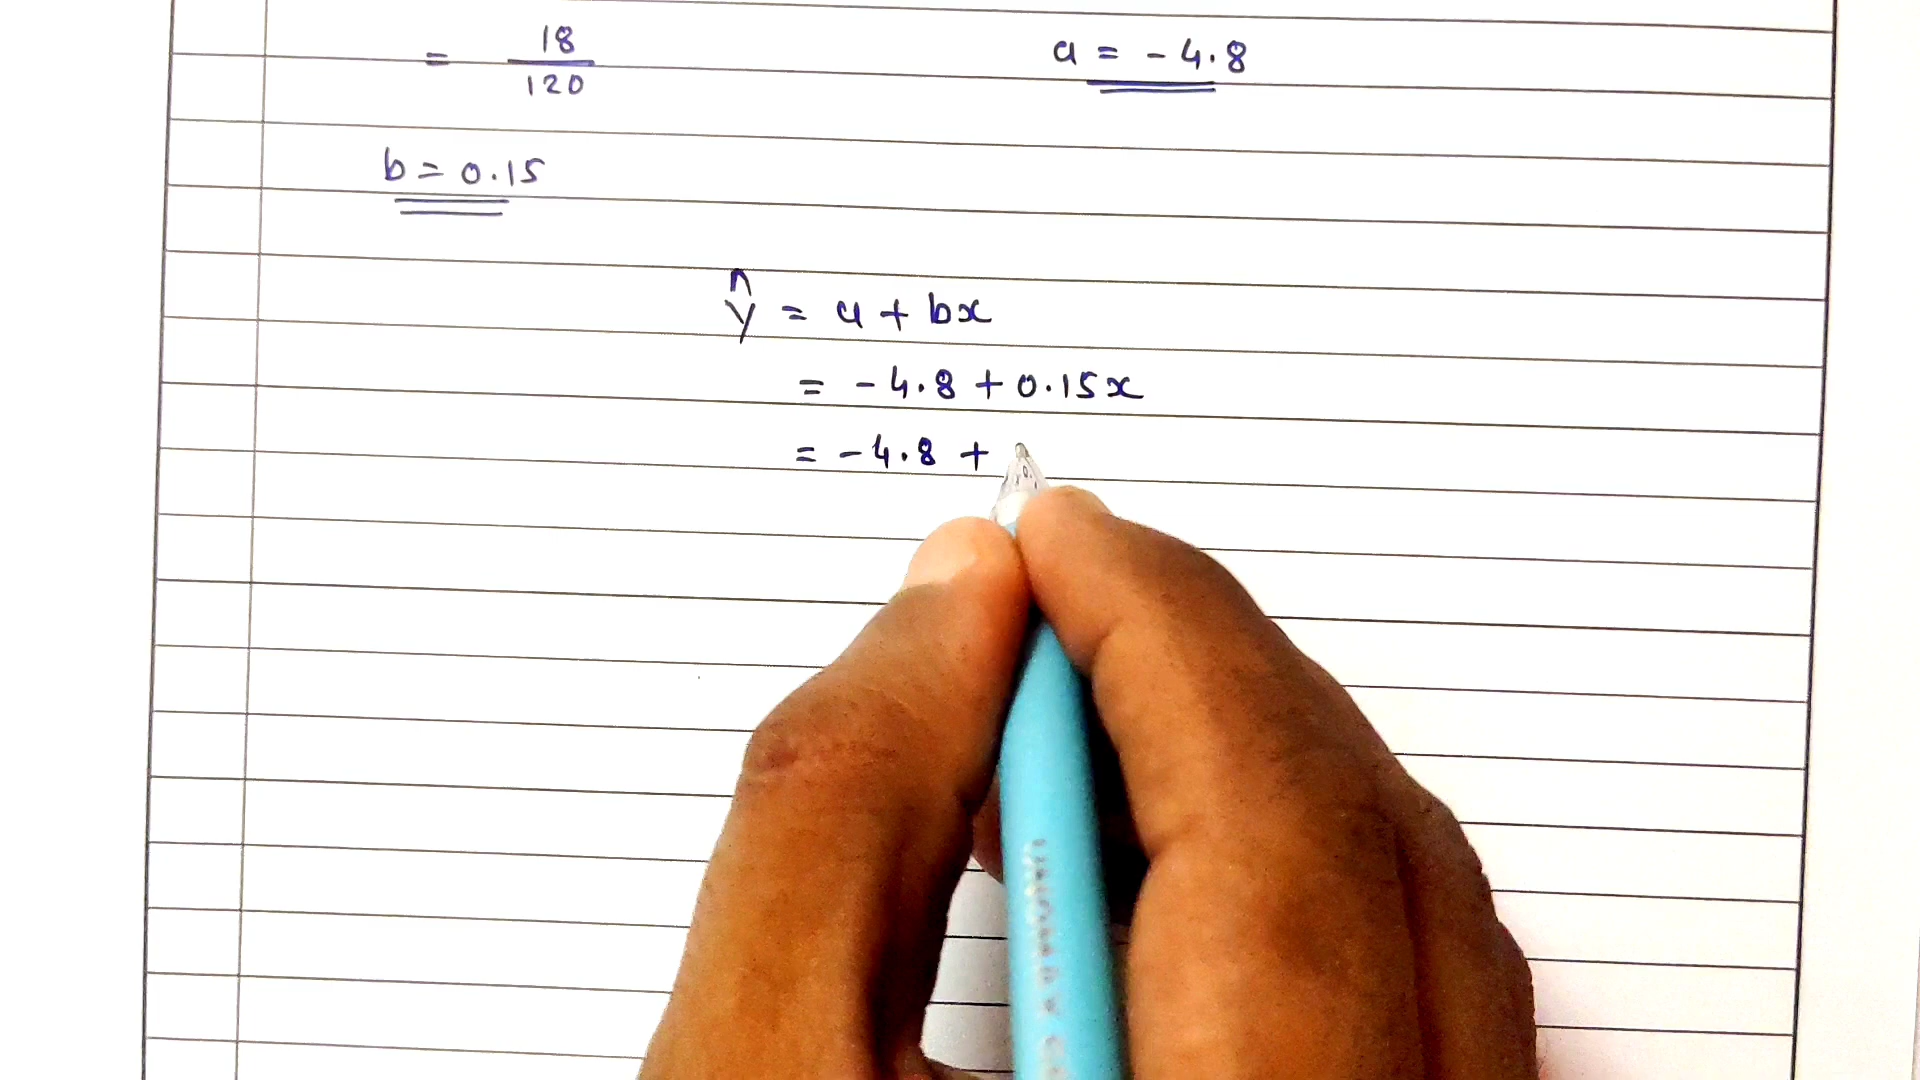 = 18/120
a = -4.8
b = 0.15
ŷ = a + bx
= -4.8 + 0.15x
= -4.8 +